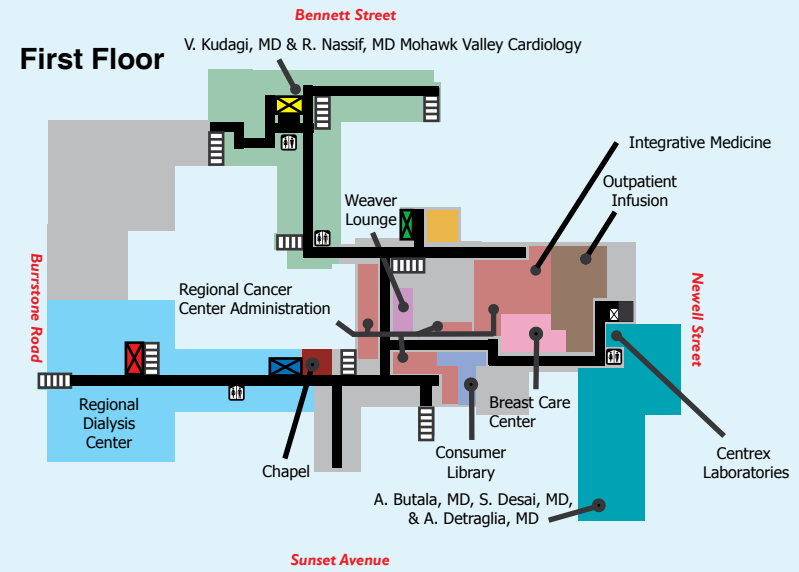 Bennett Street
First Floor
V. Kudagi, MD & R. Nassif, MD Mohawk Valley Cardiology
Integrative Medicine
Outpatient
Infusion
Weaver
Lounge
Regional Cancer
Center Administration
Burrstone Road
Newell Street
Regional
Dialysis
Center
Chapel
Breast Care
Center
Consumer
Library
Centrex
Laboratories
A. Butala, MD, S. Desai, MD,
& A. Detraglia, MD
Sunset Avenue